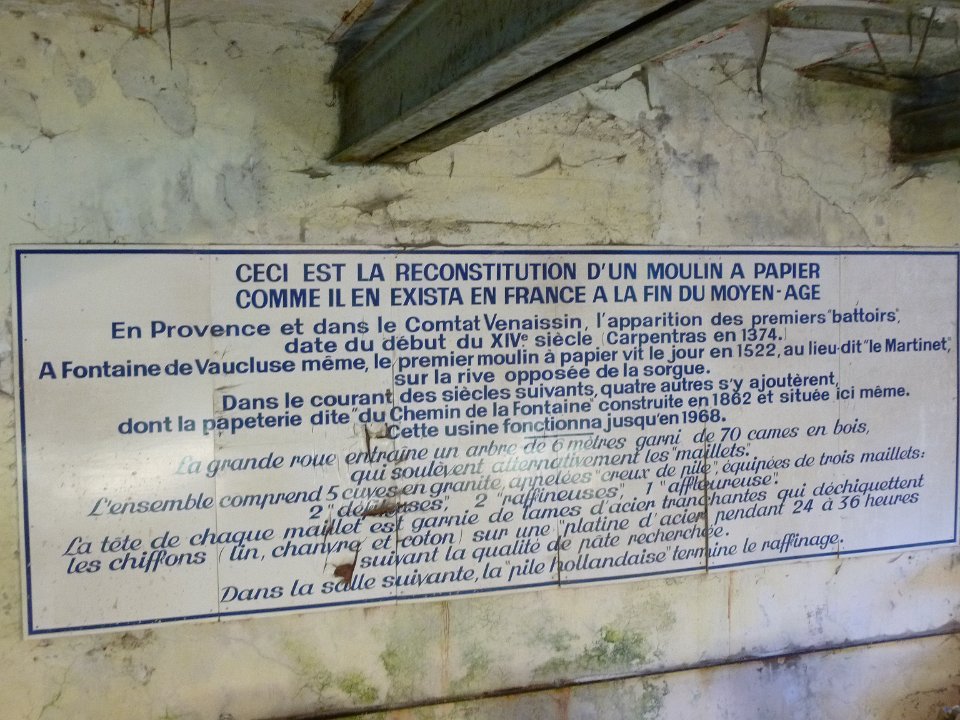 CECI EST LA RECONSTITUTION D'UN MOULIN A PAPIER
COMME IL EN EXISTA EN FRANCE A LA FIN DU MOYEN-AGE
En Provence et dans le Comtat Venaissin, l'apparition des premiers "battoirs",
date du début du XIVe siècle (Carpentras en 1374.)
A Fontaine de Vaucluse même, le premier moulin à papier vit le jour en 1522, au lieu-dit "le Martinet",
sur la rive opposée de la sorgue.
Dans le courant des siècles suivants, quatre autres s'y ajoutèrent,
dont la papeterie dite "du Chemin de la Fontaine" construite en 1862 et située ici même.
Cette usine fonctionna jusqu'en 1968.
La grande roue entraîne un arbre de 6 mètres garni de 70 cames en bois,
qui soulèvent alternativement les "maillets".
L'ensemble comprend 5 cuves en granite, appelées "creux de pile", équipées de trois maillets:
2 "défileuses", 2 "raffineuses", 1 "affleureuse".
La tête de chaque maillet est garnie de lames d'acier tranchantes qui déchiquettent
les chiffons (lin, chanvre et coton) sur une "platine d'acier" pendant 24 à 36 heures
suivant la qualité de pâte recherchée.
Dans la salle suivante, la "pile hollandaise" termine le raffinage.